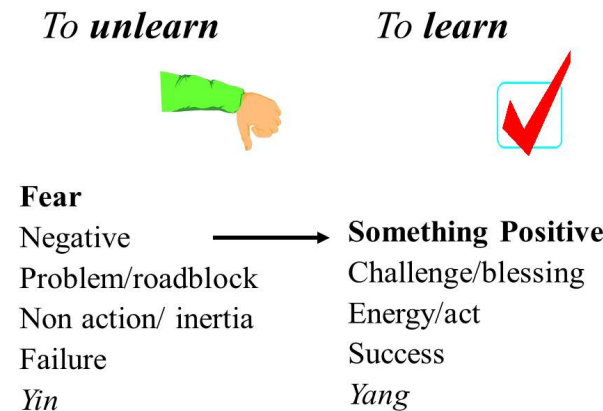 To unlearn
To learn
Fear
Negative
Problem/roadblock
Non action/ inertia
Failure
Yin
Something Positive
Challenge/blessing
Energy/act
Success
Yang